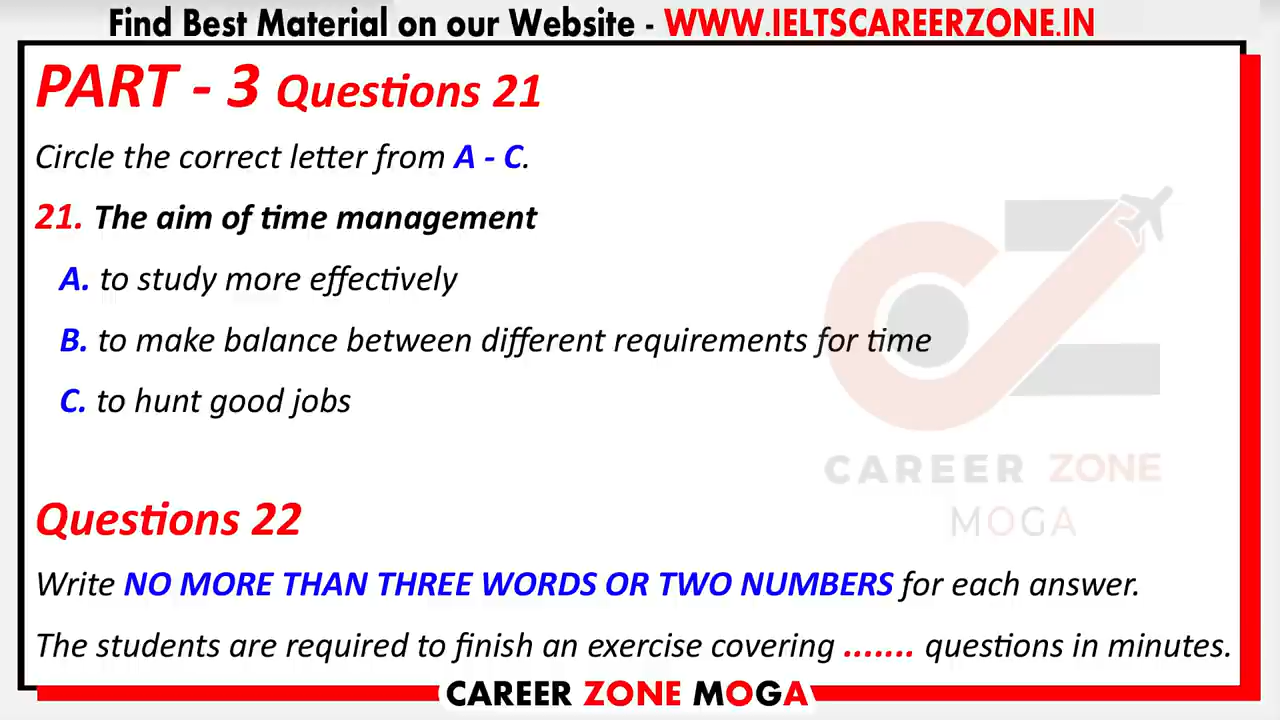 Find Best Material on our Website - WWW.IELTSCAREERZONE.IN
PART - 3 Questions 21
Circle the correct letter from A - C.
21. The aim of time management
A. to study more effectively
B. to make balance between different requirements for time
C. to hunt good jobs
CAREER ZONE
MOGA
Questions 22
Write NO MORE THAN THREE WORDS OR TWO NUMBERS for each answer.
The students are required to finish an exercise covering ....... questions in minutes.
CAREER ZONE MOGA